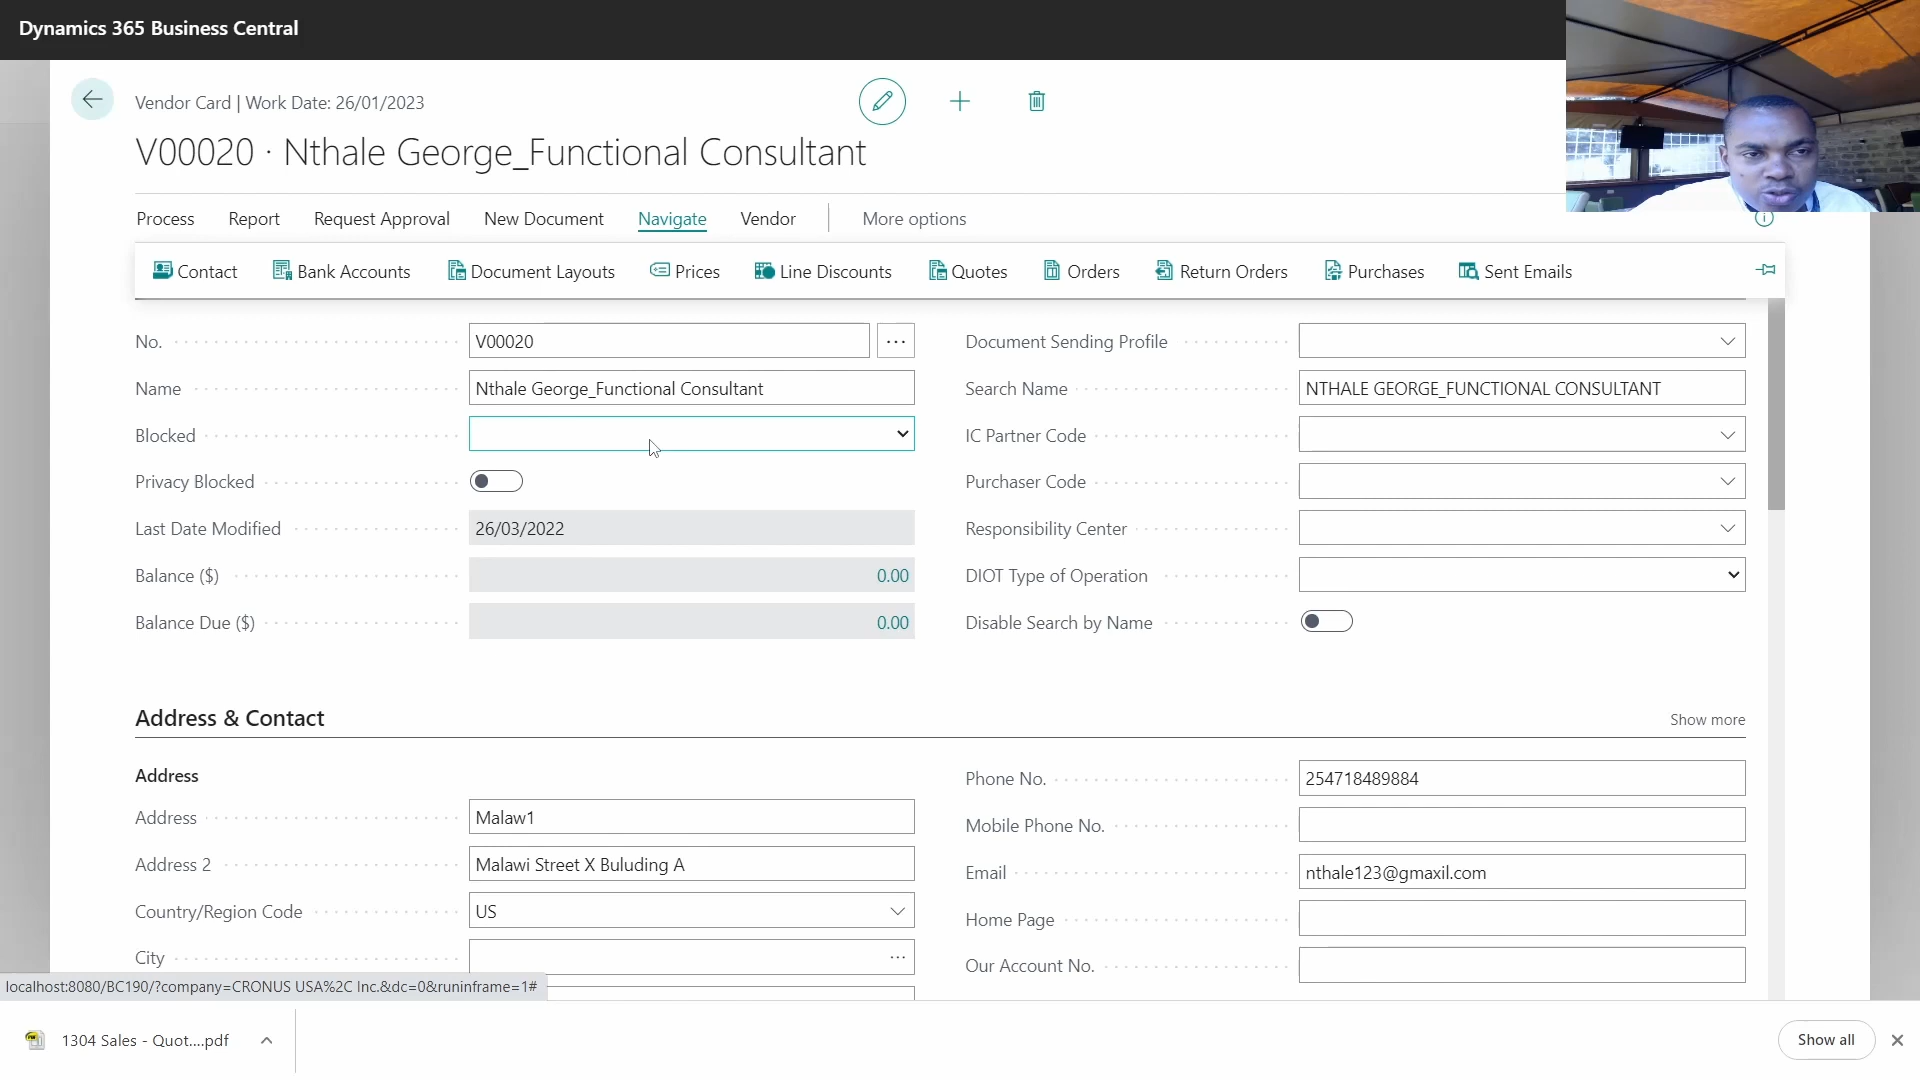 Dynamics 365 Business Central
Vendor Card | Work Date: 26/01/2023
V00020 · Nthale George_Functional Consultant
Process Report Request Approval New Document Navigate Vendor More options
Contact Bank Accounts Document Layouts Prices Line Discounts Quotes Orders Return Orders Purchases Sent Emails
No. V00020 ... Document Sending Profile
Name Nthale George_Functional Consultant Search Name NTHALE GEORGE_FUNCTIONAL CONSULTANT
Blocked IC Partner Code
Privacy Blocked Purchaser Code
Last Date Modified 26/03/2022 Responsibility Center
Balance ($) 0.00 DIOT Type of Operation
Balance Due ($) 0.00 Disable Search by Name
Address & Contact Show more
Address
Phone No. 254718489884
Address Malaw1
Mobile Phone No.
Address 2 Malawi Street X Buluding A
Email nthale123@gmaxil.com
Country/Region Code US
Home Page
City ...
Our Account No.
localhost:8080/BC190/?company=CRONUS USA%2C Inc.&dc=0&runinframe=1#
1304 Sales - Quot....pdf Show all